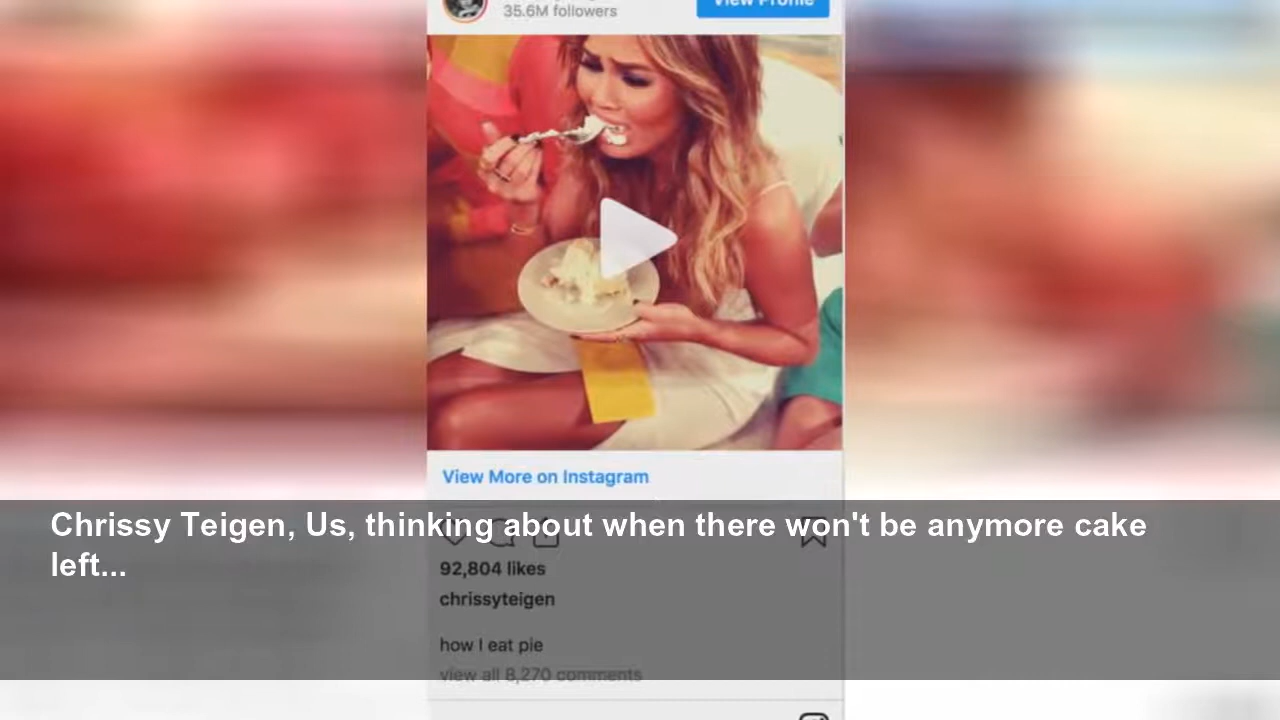 35.6M followers
View Profile
View More on Instagram
Chrissy Teigen, Us, thinking about when there won't be anymore cake
left...
92,804 likes
chrissyteigen
how I eat pie
view all 8,270 comments